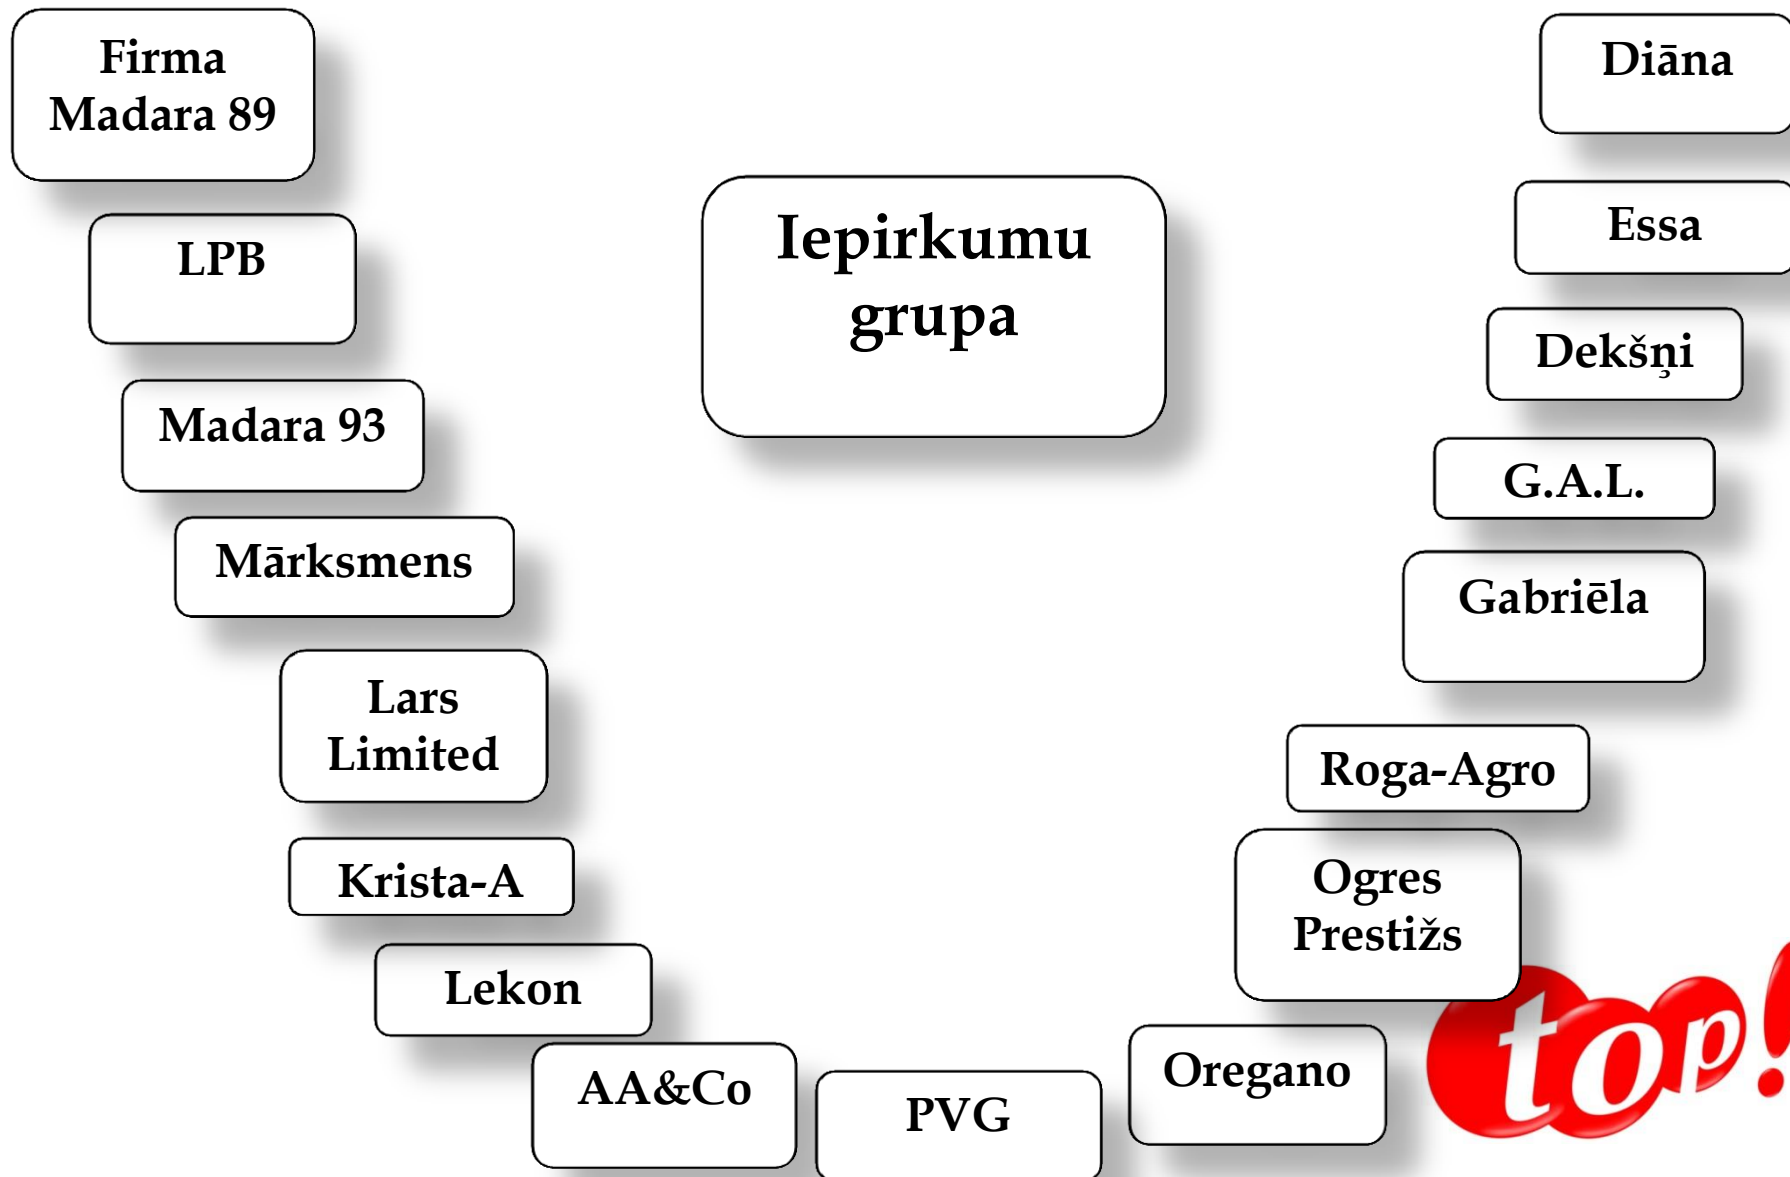 Firma
Madara 89
LPB
Madara 93
Mārksmens
Lars
Limited
Krista-A
Lekon
AA&Co
PVG
Iepirkumu
grupa
Diāna
Essa
Dekšņi
G.A.L.
Gabriēla
Roga-Agro
Ogres
Prestižs
Oregano
top!